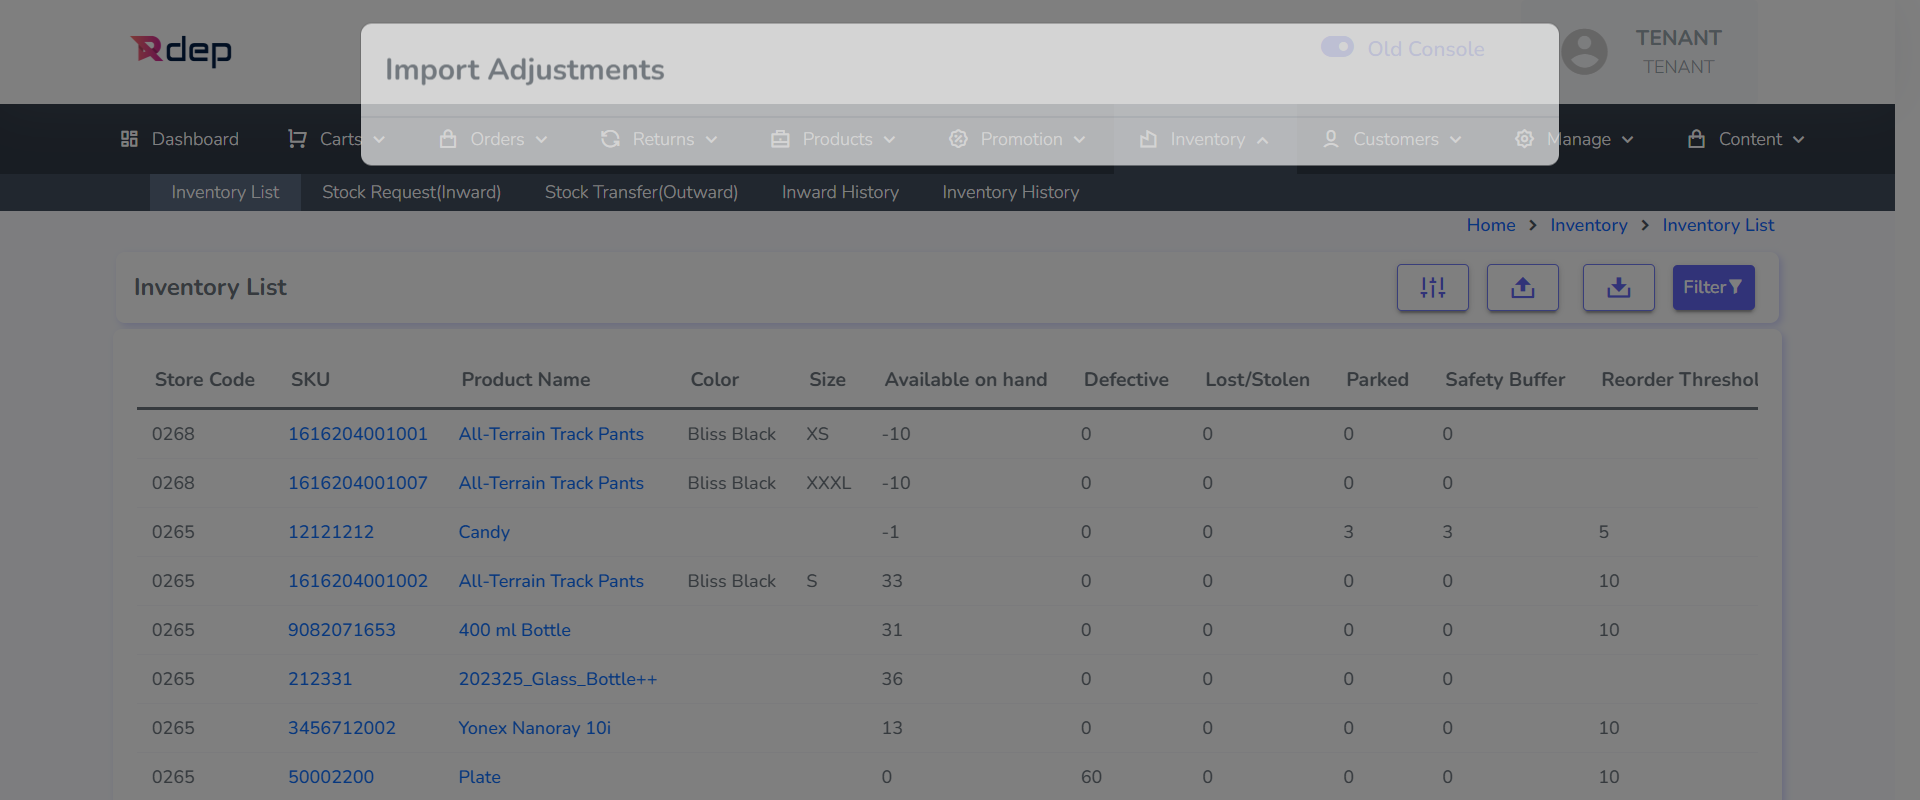 Rdep
Import Adjustments
Old Console
TENANT
TENANT
Dashboard Carts Orders Returns Products Promotion Inventory Customers Manage Content
Inventory List Stock Request(Inward) Stock Transfer(Outward) Inward History Inventory History
Home > Inventory > Inventory List
Inventory List
Filter
Store Code SKU Product Name Color Size Available on hand Defective Lost/Stolen Parked Safety Buffer Reorder Threshol
0268 1616204001001 All-Terrain Track Pants Bliss Black XS -10 0 0 0 0
0268 1616204001007 All-Terrain Track Pants Bliss Black XXXL -10 0 0 0 0
0265 12121212 Candy -1 0 0 3 3 5
0265 1616204001002 All-Terrain Track Pants Bliss Black S 33 0 0 0 0 10
0265 9082071653 400 ml Bottle 31 0 0 0 0 10
0265 212331 202325_Glass_Bottle++ 36 0 0 0 0
0265 3456712002 Yonex Nanoray 10i 13 0 0 0 0 10
0265 50002200 Plate 0 60 0 0 0 10